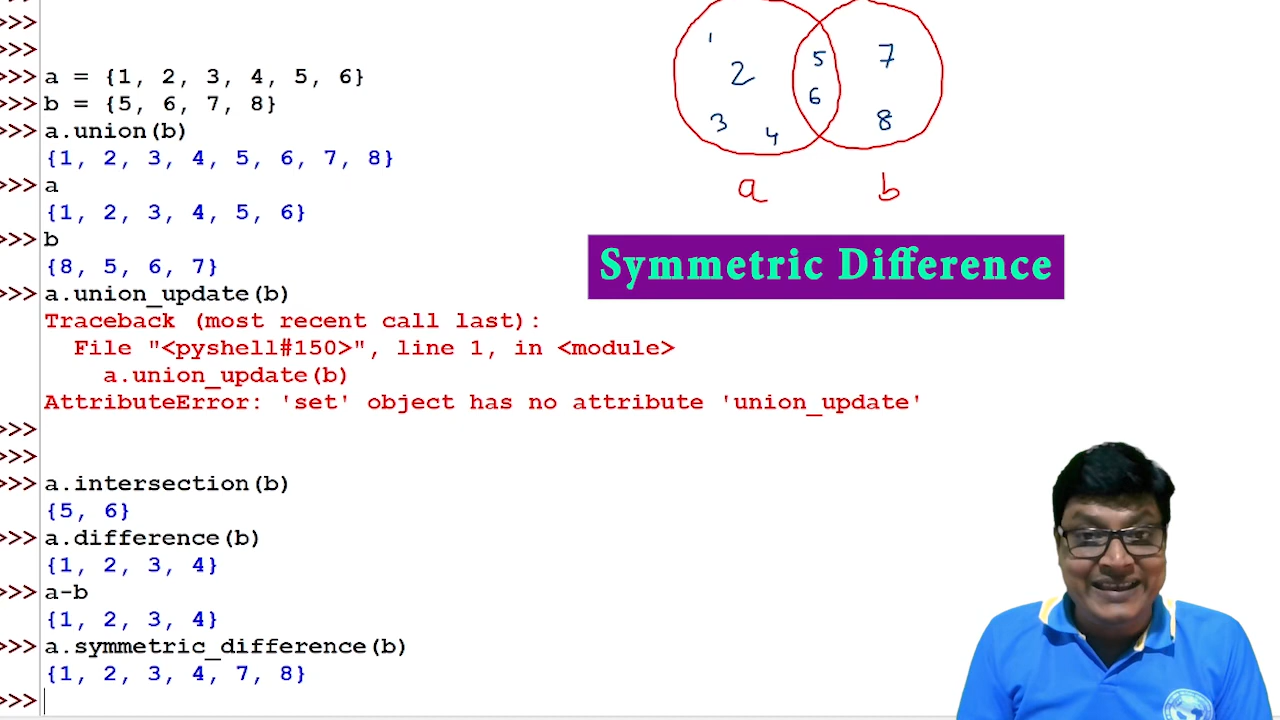 >>>
>>>
>>> a = {1, 2, 3, 4, 5, 6}
>>> b = {5, 6, 7, 8}
>>> a.union(b)
{1, 2, 3, 4, 5, 6, 7, 8}
>>> a
{1, 2, 3, 4, 5, 6}
>>> b
{8, 5, 6, 7}
>>> a.union_update(b)
Traceback (most recent call last):
File "<pyshell#150>", line 1, in <module>
a.union_update(b)
AttributeError: 'set' object has no attribute 'union_update'
>>>
>>>
>>> a.intersection(b)
{5, 6}
>>> a.difference(b)
{1, 2, 3, 4}
>>> a-b
{1, 2, 3, 4}
>>> a.symmetric_difference(b)
{1, 2, 3, 4, 7, 8}
>>>
1
2
3
4
5
6
7
8
a
b
Symmetric Difference